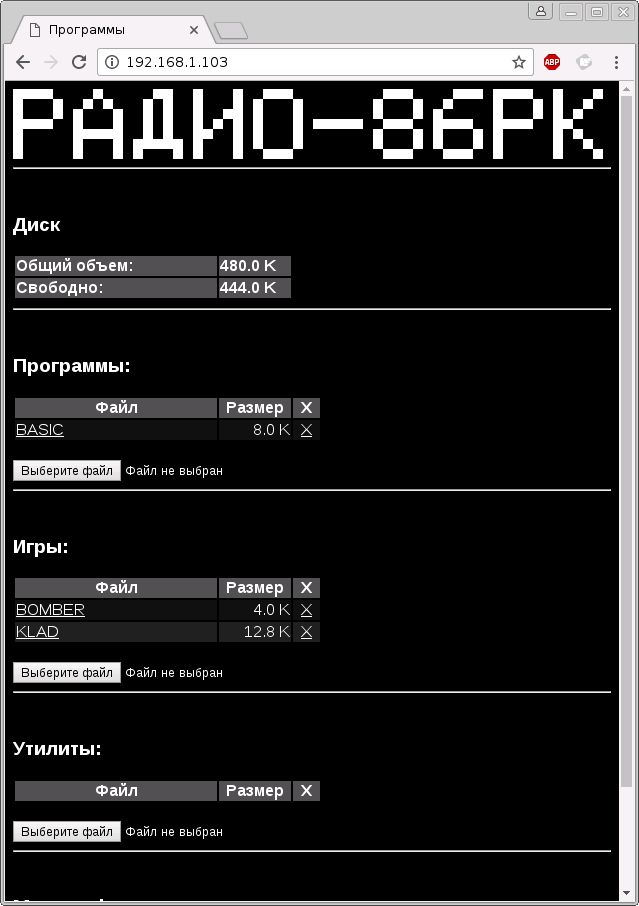 Программы
192.168.1.103
ABP
РАДИО-86РК
Диск
Общий объем: 480.0 K
Свободно: 444.0 K
Программы:
Файл Размер X
BASIC 8.0 K X
Выберите файл Файл не выбран
Игры:
Файл Размер X
BOMBER 4.0 K X
KLAD 12.8 K X
Выберите файл Файл не выбран
Утилиты:
Файл Размер X
Выберите файл Файл не выбран